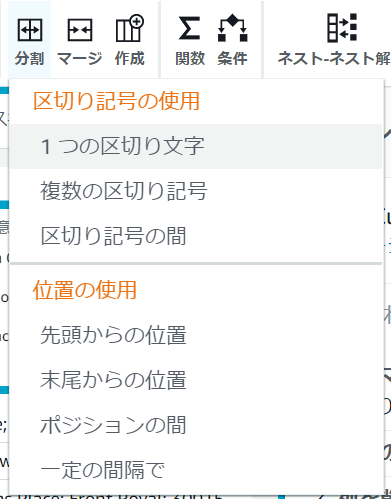 分割 マージ 作成 関数 条件 ネスト-ネスト解
区切り記号の使用
1 つの区切り文字
複数の区切り記号
区切り記号の間
位置の使用
先頭からの位置
末尾からの位置
ポジションの間
一定の間隔で